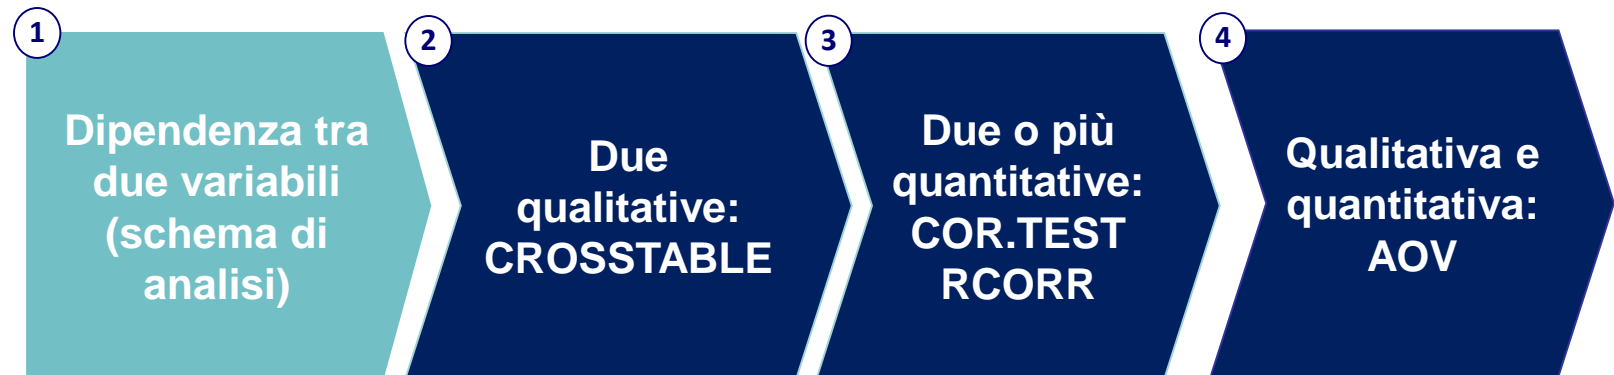 1
Dipendenza tra
due variabili
(schema di
analisi)
2
Due
qualitative:
CROSSTABLE
3
Due o più
quantitative:
COR.TEST
RCORR
4
Qualitativa e
quantitativa:
AOV